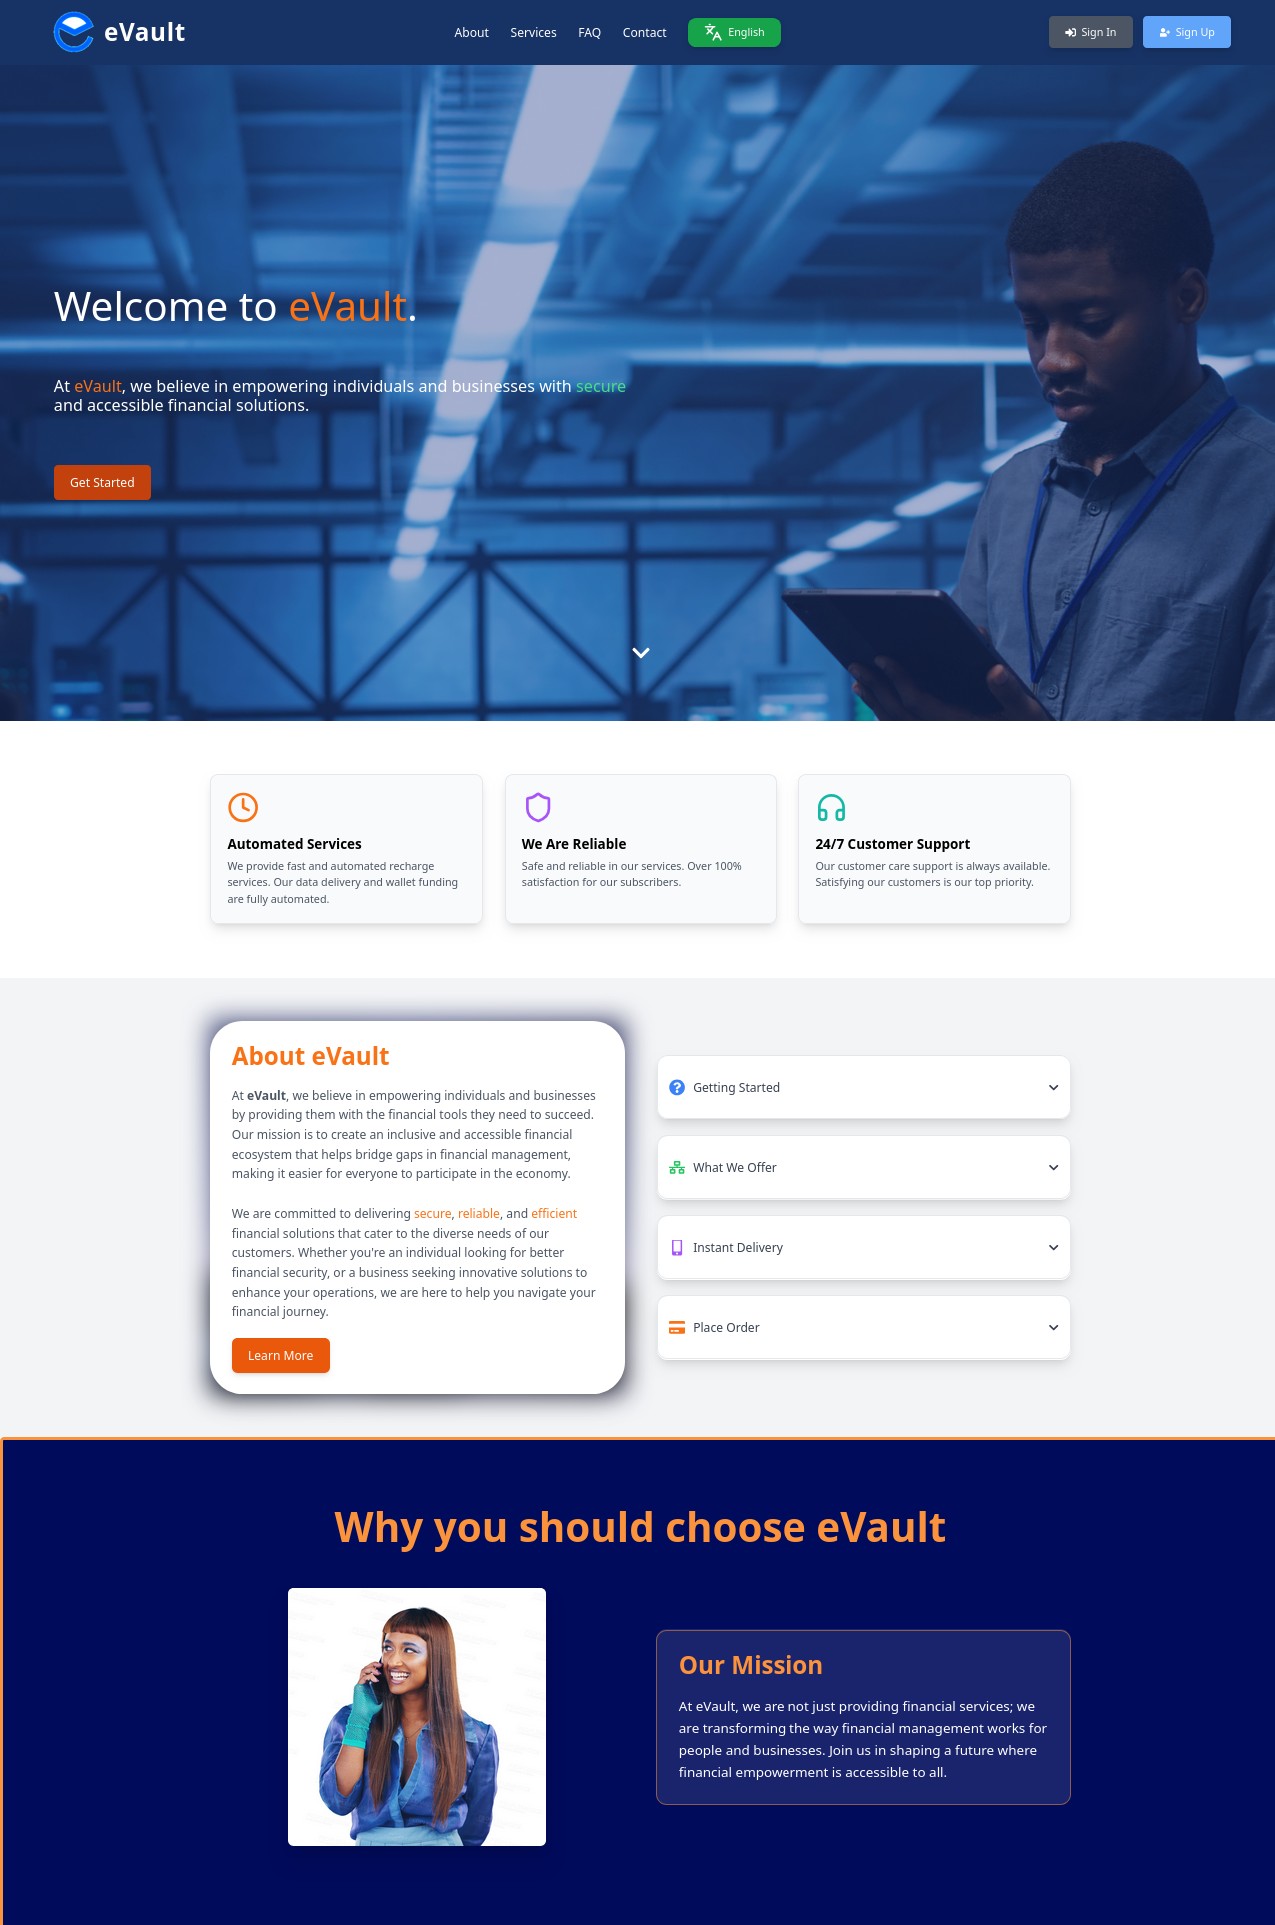 eVault
About Services FAQ Contact English Sign In Sign Up
Welcome to eVault.
At eVault, we believe in empowering individuals and businesses with secure
and accessible financial solutions.
Get Started
Automated Services
We provide fast and automated recharge
services. Our data delivery and wallet funding
are fully automated.
We Are Reliable
Safe and reliable in our services. Over 100%
satisfaction for our subscribers.
24/7 Customer Support
Our customer care support is always available.
Satisfying our customers is our top priority.
About eVault
At eVault, we believe in empowering individuals and businesses
by providing them with the financial tools they need to succeed.
Our mission is to create an inclusive and accessible financial
ecosystem that helps bridge gaps in financial management,
making it easier for everyone to participate in the economy.
We are committed to delivering secure, reliable, and efficient
financial solutions that cater to the diverse needs of our
customers. Whether you're an individual looking for better
financial security, or a business seeking innovative solutions to
enhance your operations, we are here to help you navigate your
financial journey.
Learn More
Getting Started
What We Offer
Instant Delivery
Place Order
Why you should choose eVault
Our Mission
At eVault, we are not just providing financial services; we
are transforming the way financial management works for
people and businesses. Join us in shaping a future where
financial empowerment is accessible to all.